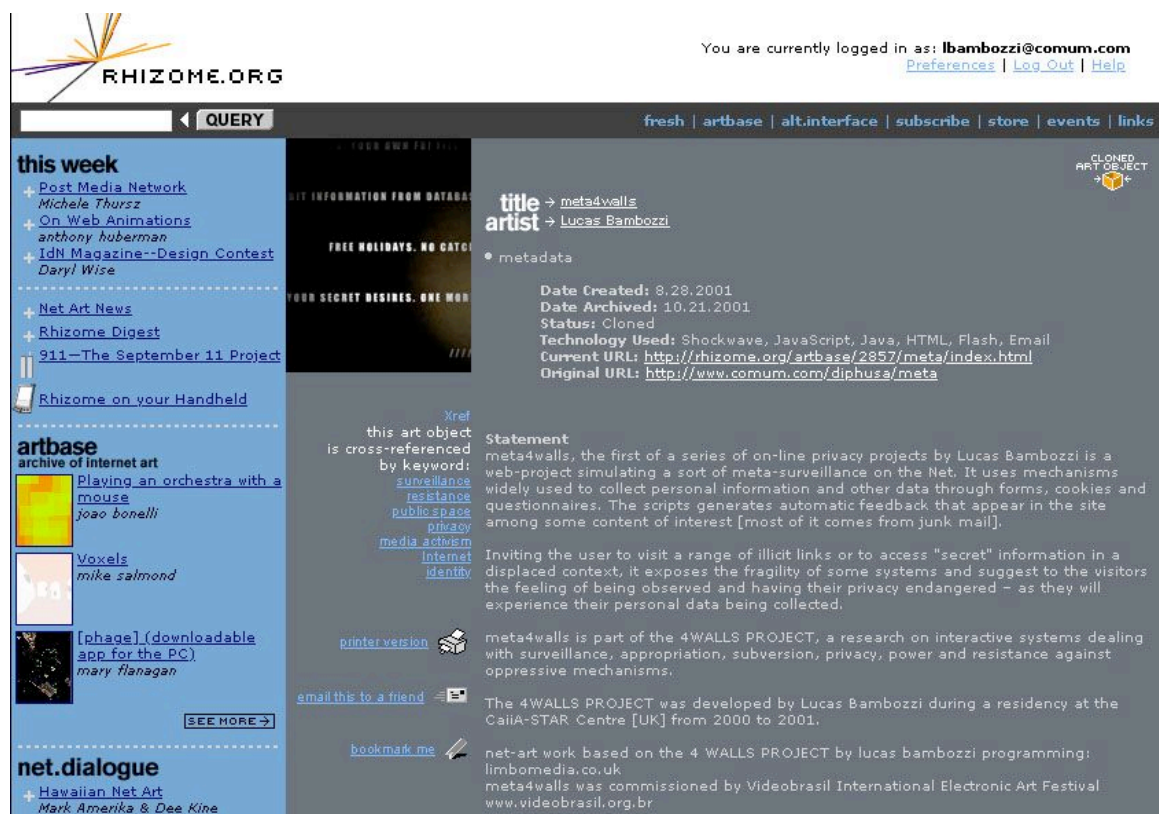 RHIZOME.ORG
You are currently logged in as: lbambozzi@comum.com
Preferences | Log Out | Help
QUERY
fresh | artbase | alt.interface | subscribe | store | events | links
this week
Post Media Network
Michele Thursz
On Web Animations
anthony huberman
IdN Magazine--Design Contest
Daryl Wise
Net Art News
Rhizome Digest
911—The September 11 Project
Rhizome on your Handheld
artbase
archive of internet art
Playing an orchestra with a
mouse
joao bonelli
Voxels
mike salmond
[phage] (downloadable
app for the PC)
mary flanagan
SEE MORE →
net.dialogue
Hawaiian Net Art
Mark Amerika & Dee Kine
INFORMATION FROM DATABA
FREE HOLIDAYS. NO CATC
YOUR SECRET DESIRES. ONE MOR
////
Xref
this art object
is cross-referenced
by keyword:
surveillance
resistance
public space
privacy
media activism
Internet
identity
printer version
email this to a friend
bookmark me
CLONED
ART OBJECT
title → meta4walls
artist → Lucas Bambozzi
• metadata
Date Created: 8.28.2001
Date Archived: 10.21.2001
Status: Cloned
Technology Used: Shockwave, JavaScript, Java, HTML, Flash, Email
Current URL: http://rhizome.org/artbase/2857/meta/index.html
Original URL: http://www.comum.com/diphusa/meta
Statement
meta4walls, the first of a series of on-line privacy projects by Lucas Bambozzi is a
web-project simulating a sort of meta-surveillance on the Net. It uses mechanisms
widely used to collect personal information and other data through forms, cookies and
questionnaires. The scripts generates automatic feedback that appear in the site
among some content of interest [most of it comes from junk mail].
Inviting the user to visit a range of illicit links or to access "secret" information in a
displaced context, it exposes the fragility of some systems and suggest to the visitors
the feeling of being observed and having their privacy endangered – as they will
experience their personal data being collected.
meta4walls is part of the 4WALLS PROJECT, a research on interactive systems dealing
with surveillance, appropriation, subversion, privacy, power and resistance against
oppressive mechanisms.
The 4WALLS PROJECT was developed by Lucas Bambozzi during a residency at the
CaiiA-STAR Centre [UK] from 2000 to 2001.
net-art work based on the 4 WALLS PROJECT by lucas bambozzi programming:
limbomedia.co.uk
meta4walls was commissioned by Videobrasil International Electronic Art Festival
www.videobrasil.org.br